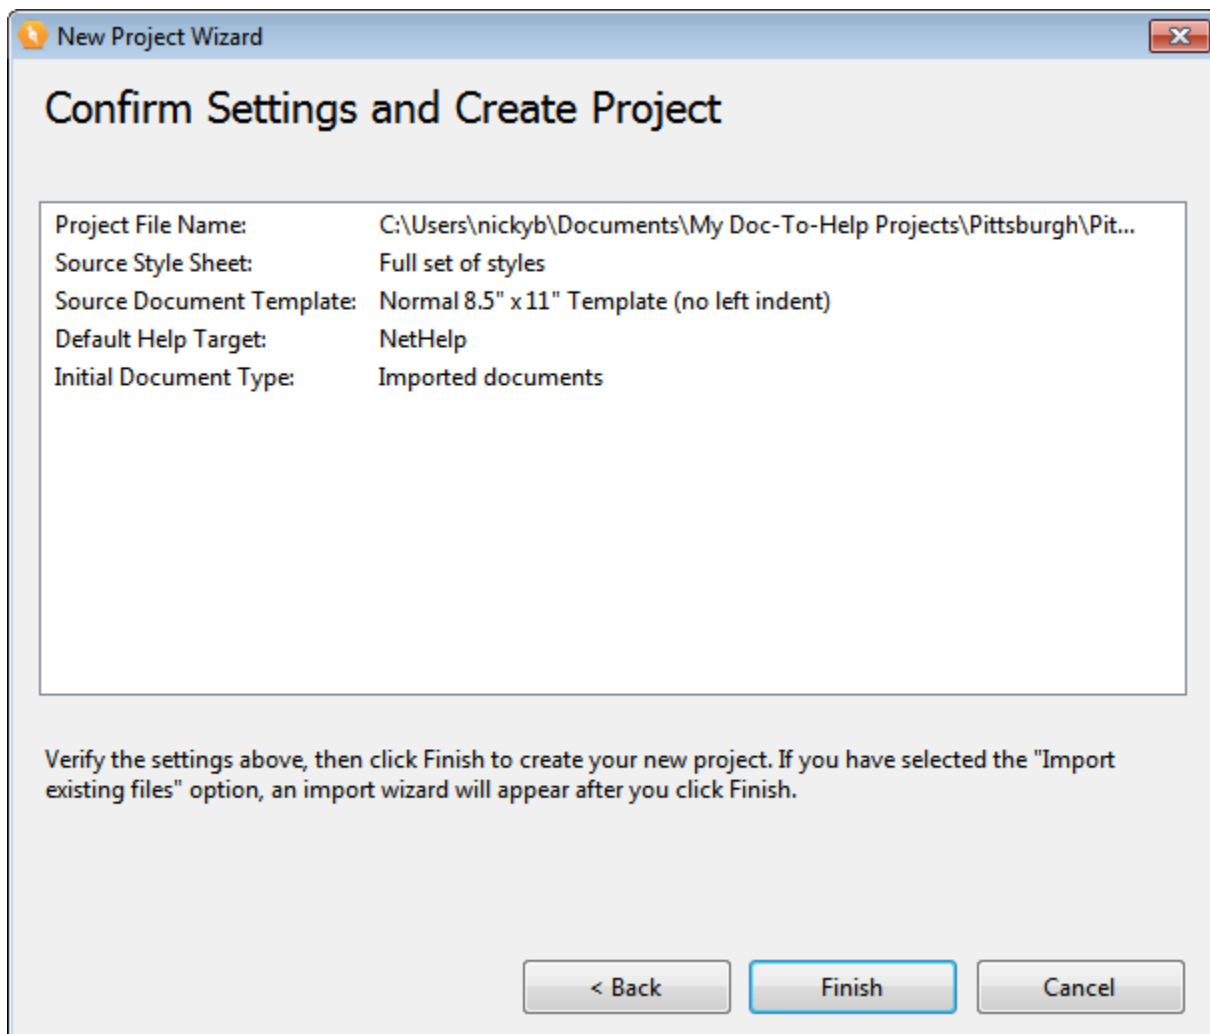 New Project Wizard
Confirm Settings and Create Project
Project File Name: C:\Users\nickyb\Documents\My Doc-To-Help Projects\Pittsburgh\Pit...
Source Style Sheet: Full set of styles
Source Document Template: Normal 8.5" x 11" Template (no left indent)
Default Help Target: NetHelp
Initial Document Type: Imported documents
Verify the settings above, then click Finish to create your new project. If you have selected the "Import
existing files" option, an import wizard will appear after you click Finish.
< Back Finish Cancel